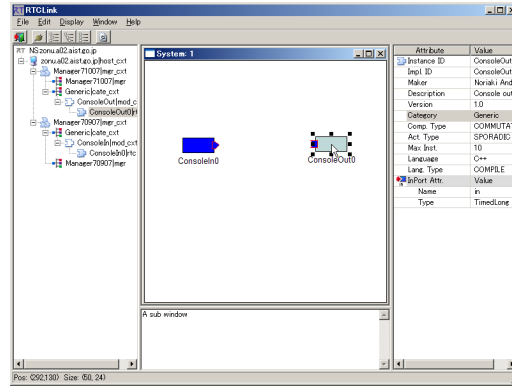 RTCLink
File Edit Display Window Help
RT NS:zonu.a02.aist.go.jp
zonu.a02.aist.go.jp|host_cxt
Manager71007|mgr_cxt
Manager71007|mgr
Generic|cate_cxt
ConsoleOut|mod_c
ConsoleOut0|rt
Manager70907|mgr_cxt
Generic|cate_cxt
ConsoleIn|mod_cx
ConsoleIn0|rtc
Manager70907|mgr
System: 1
ConsoleIn0
ConsoleOut0
A sub window
Attribute Value
Instance ID ConsoleOut
Impl. ID ConsoleOut
Maker Noriaki And
Description Console out
Version 1.0
Category Generic
Comp. Type COMMUTAT
Act. Type SPORADIC
Max Inst. 10
Language C++
Lang. Type COMPILE
InPort Attr. Value
Name in
Type TimedLong
Pos: (292,130) Size: (50, 24)